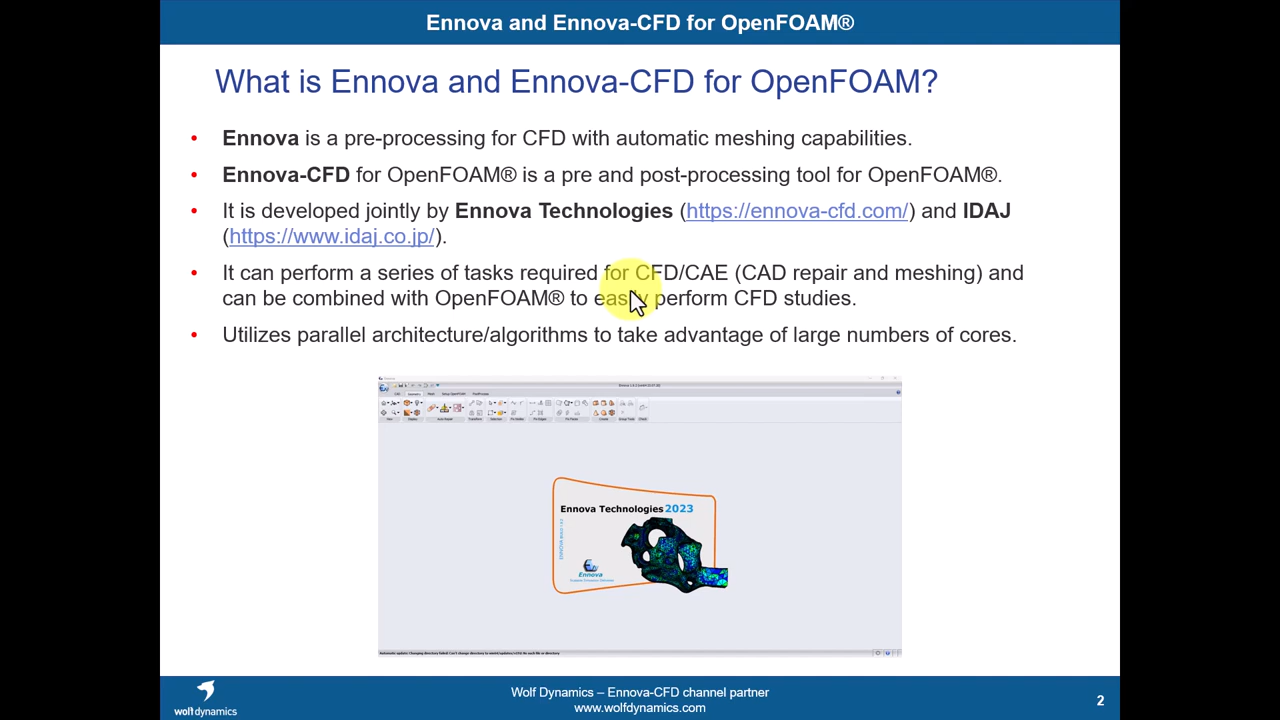 Ennova and Ennova-CFD for OpenFOAM®
What is Ennova and Ennova-CFD for OpenFOAM?
• Ennova is a pre-processing for CFD with automatic meshing capabilities.
• Ennova-CFD for OpenFOAM® is a pre and post-processing tool for OpenFOAM®.
• It is developed jointly by Ennova Technologies (https://ennova-cfd.com/) and IDAJ
(https://www.idaj.co.jp/).
• It can perform a series of tasks required for CFD/CAE (CAD repair and meshing) and
can be combined with OpenFOAM® to easily perform CFD studies.
• Utilizes parallel architecture/algorithms to take advantage of large numbers of cores.
Ennova Technologies 2023
Ennova
wolf dynamics
Wolf Dynamics – Ennova-CFD channel partner
www.wolfdynamics.com
2